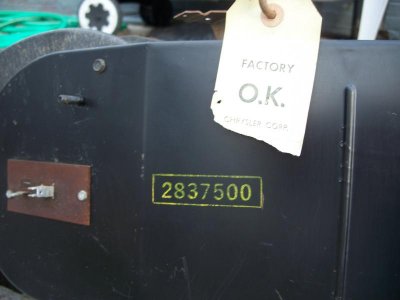 FACTORY
O.K.
CHRYSLER CORP.
2837500